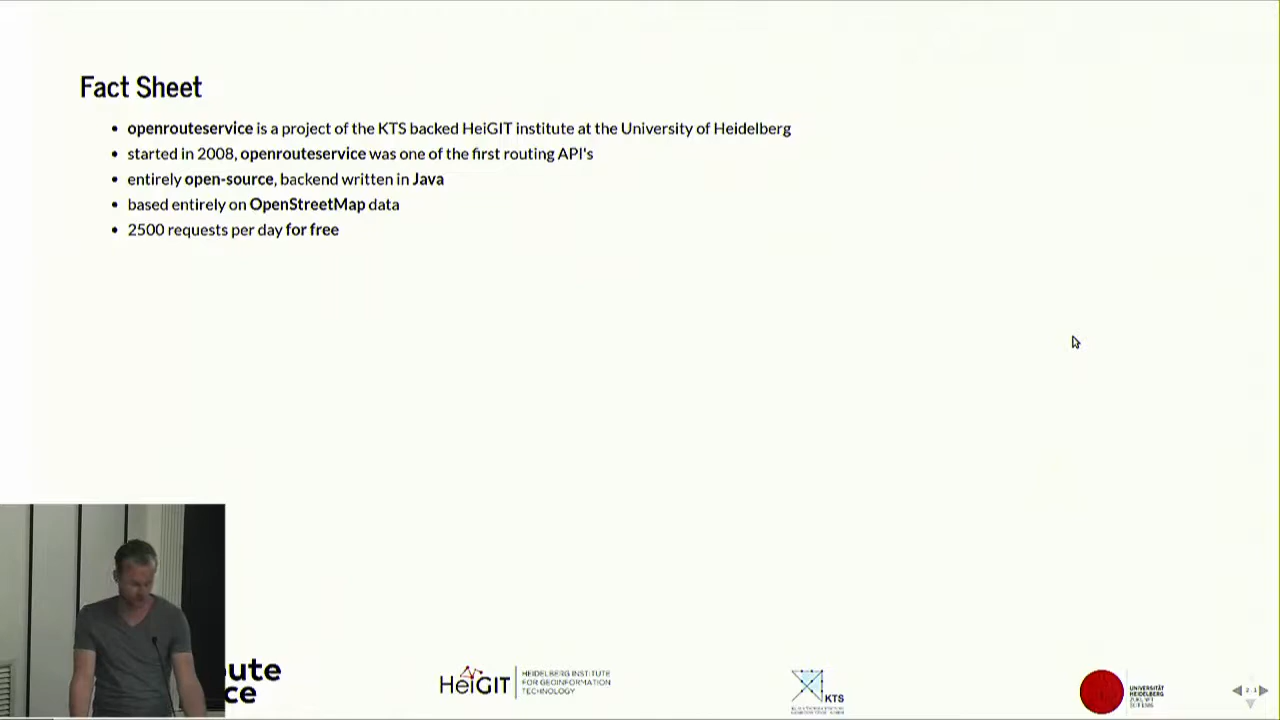 Fact Sheet
• openrouteservice is a project of the KTS backed HeiGIT institute at the University of Heidelberg
• started in 2008, openrouteservice was one of the first routing API's
• entirely open-source, backend written in Java
• based entirely on OpenStreetMap data
• 2500 requests per day for free
ute
ce
HeiGIT
HEIDELBERG INSTITUTE
FOR GEOINFORMATION
TECHNOLOGY
KTS
UNIVERSITÄT
HEIDELBERG